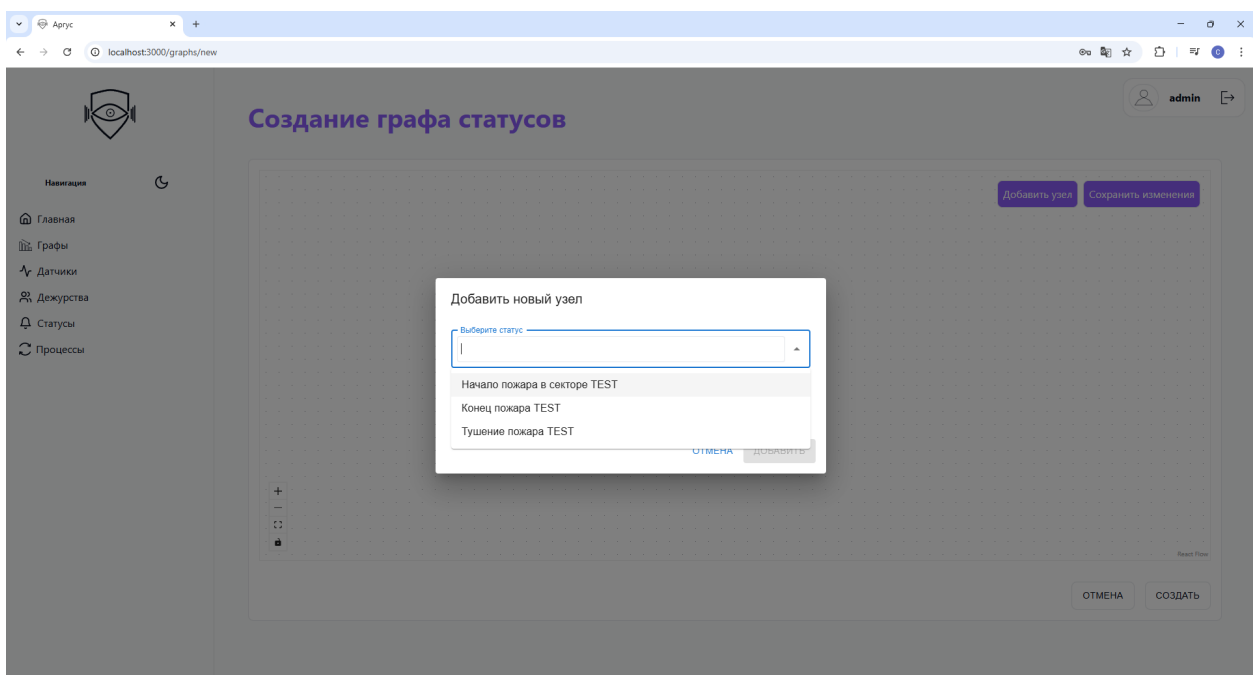 Аргус
localhost:3000/graphs/new
C
admin
Создание графа статусов
Навигация
Главная
Графы
Датчики
Дежурства
Статусы
Процессы
Добавить узел
Сохранить изменения
Добавить новый узел
Выберите статус
Начало пожара в секторе TEST
Конец пожара TEST
Тушение пожара TEST
ОТМЕНА
ДОБАВИТЬ
React Flow
ОТМЕНА
СОЗДАТЬ